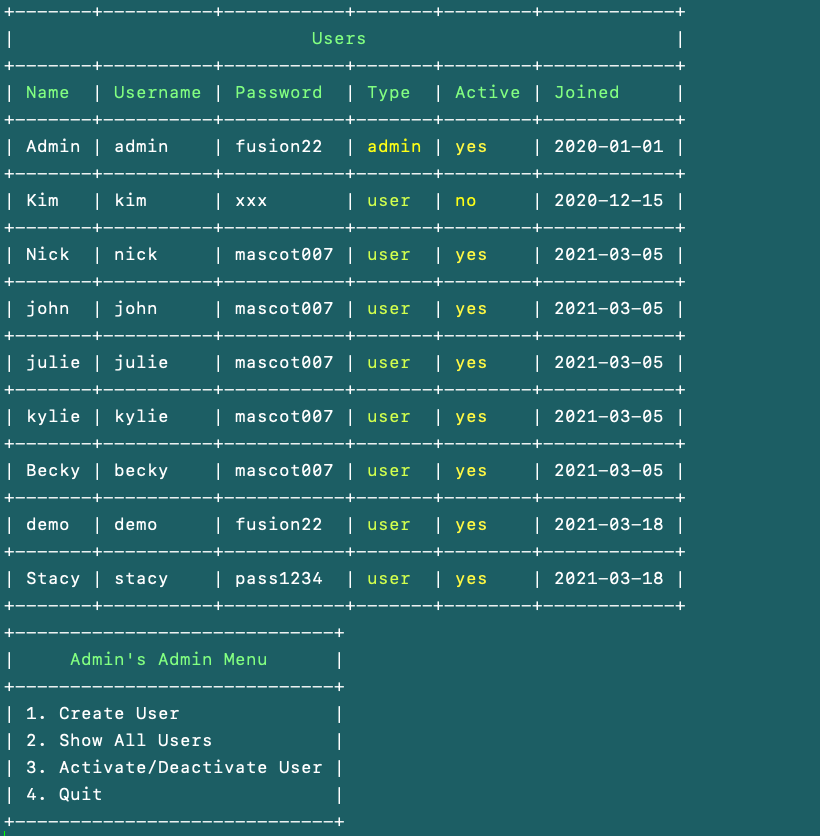 Users
Name Username Password Type Active Joined
Admin admin fusion22 admin yes 2020-01-01
Kim kim xxx user no 2020-12-15
Nick nick mascot007 user yes 2021-03-05
john john mascot007 user yes 2021-03-05
julie julie mascot007 user yes 2021-03-05
kylie kylie mascot007 user yes 2021-03-05
Becky becky mascot007 user yes 2021-03-05
demo demo fusion22 user yes 2021-03-18
Stacy stacy pass1234 user yes 2021-03-18
Admin's Admin Menu
1. Create User
2. Show All Users
3. Activate/Deactivate User
4. Quit